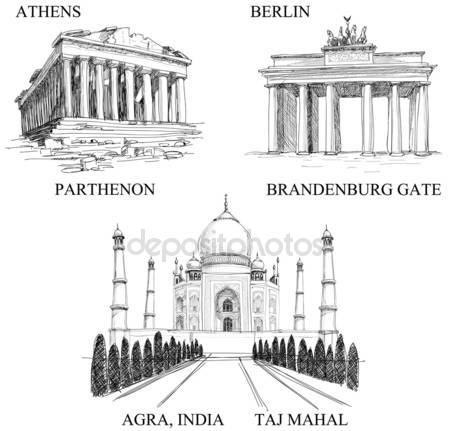 ATHENS
BERLIN
PARTHENON
BRANDENBURG GATE
depositphotos
AGRA, INDIA TAJ MAHAL